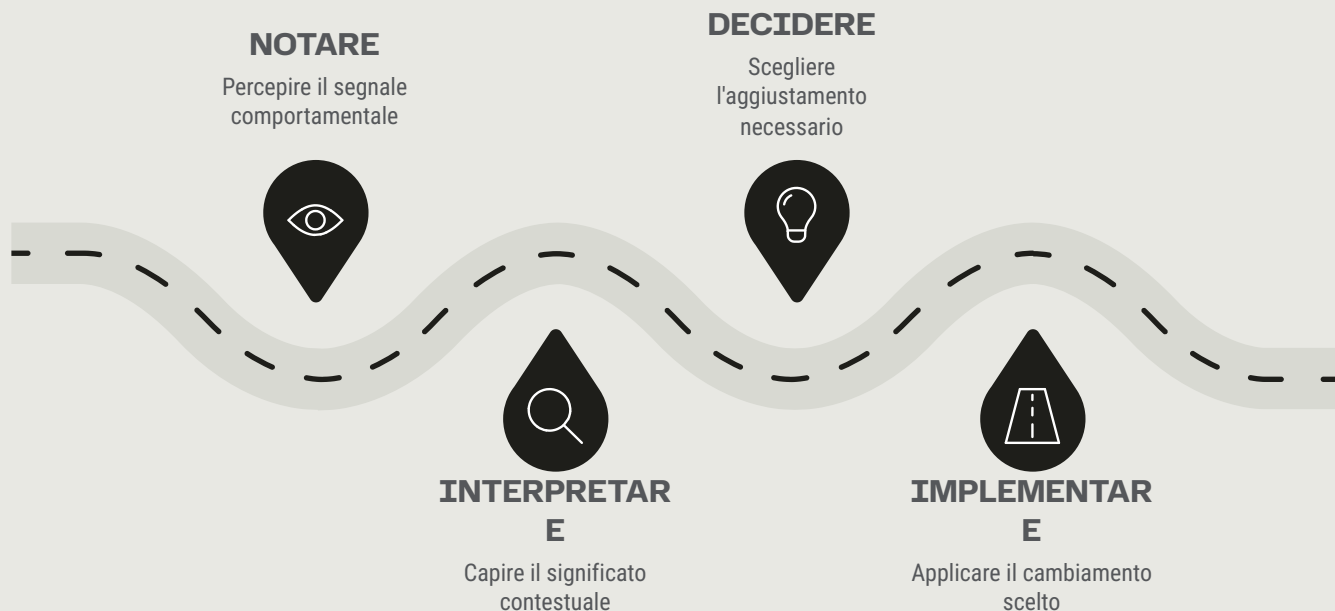 NOTARE
Percepire il segnale
comportamentale
INTERPRETAR
E
Capire il significato
contestuale
DECIDERE
Scegliere
l'aggiustamento
necessario
IMPLEMENTAR
E
Applicare il cambiamento
scelto